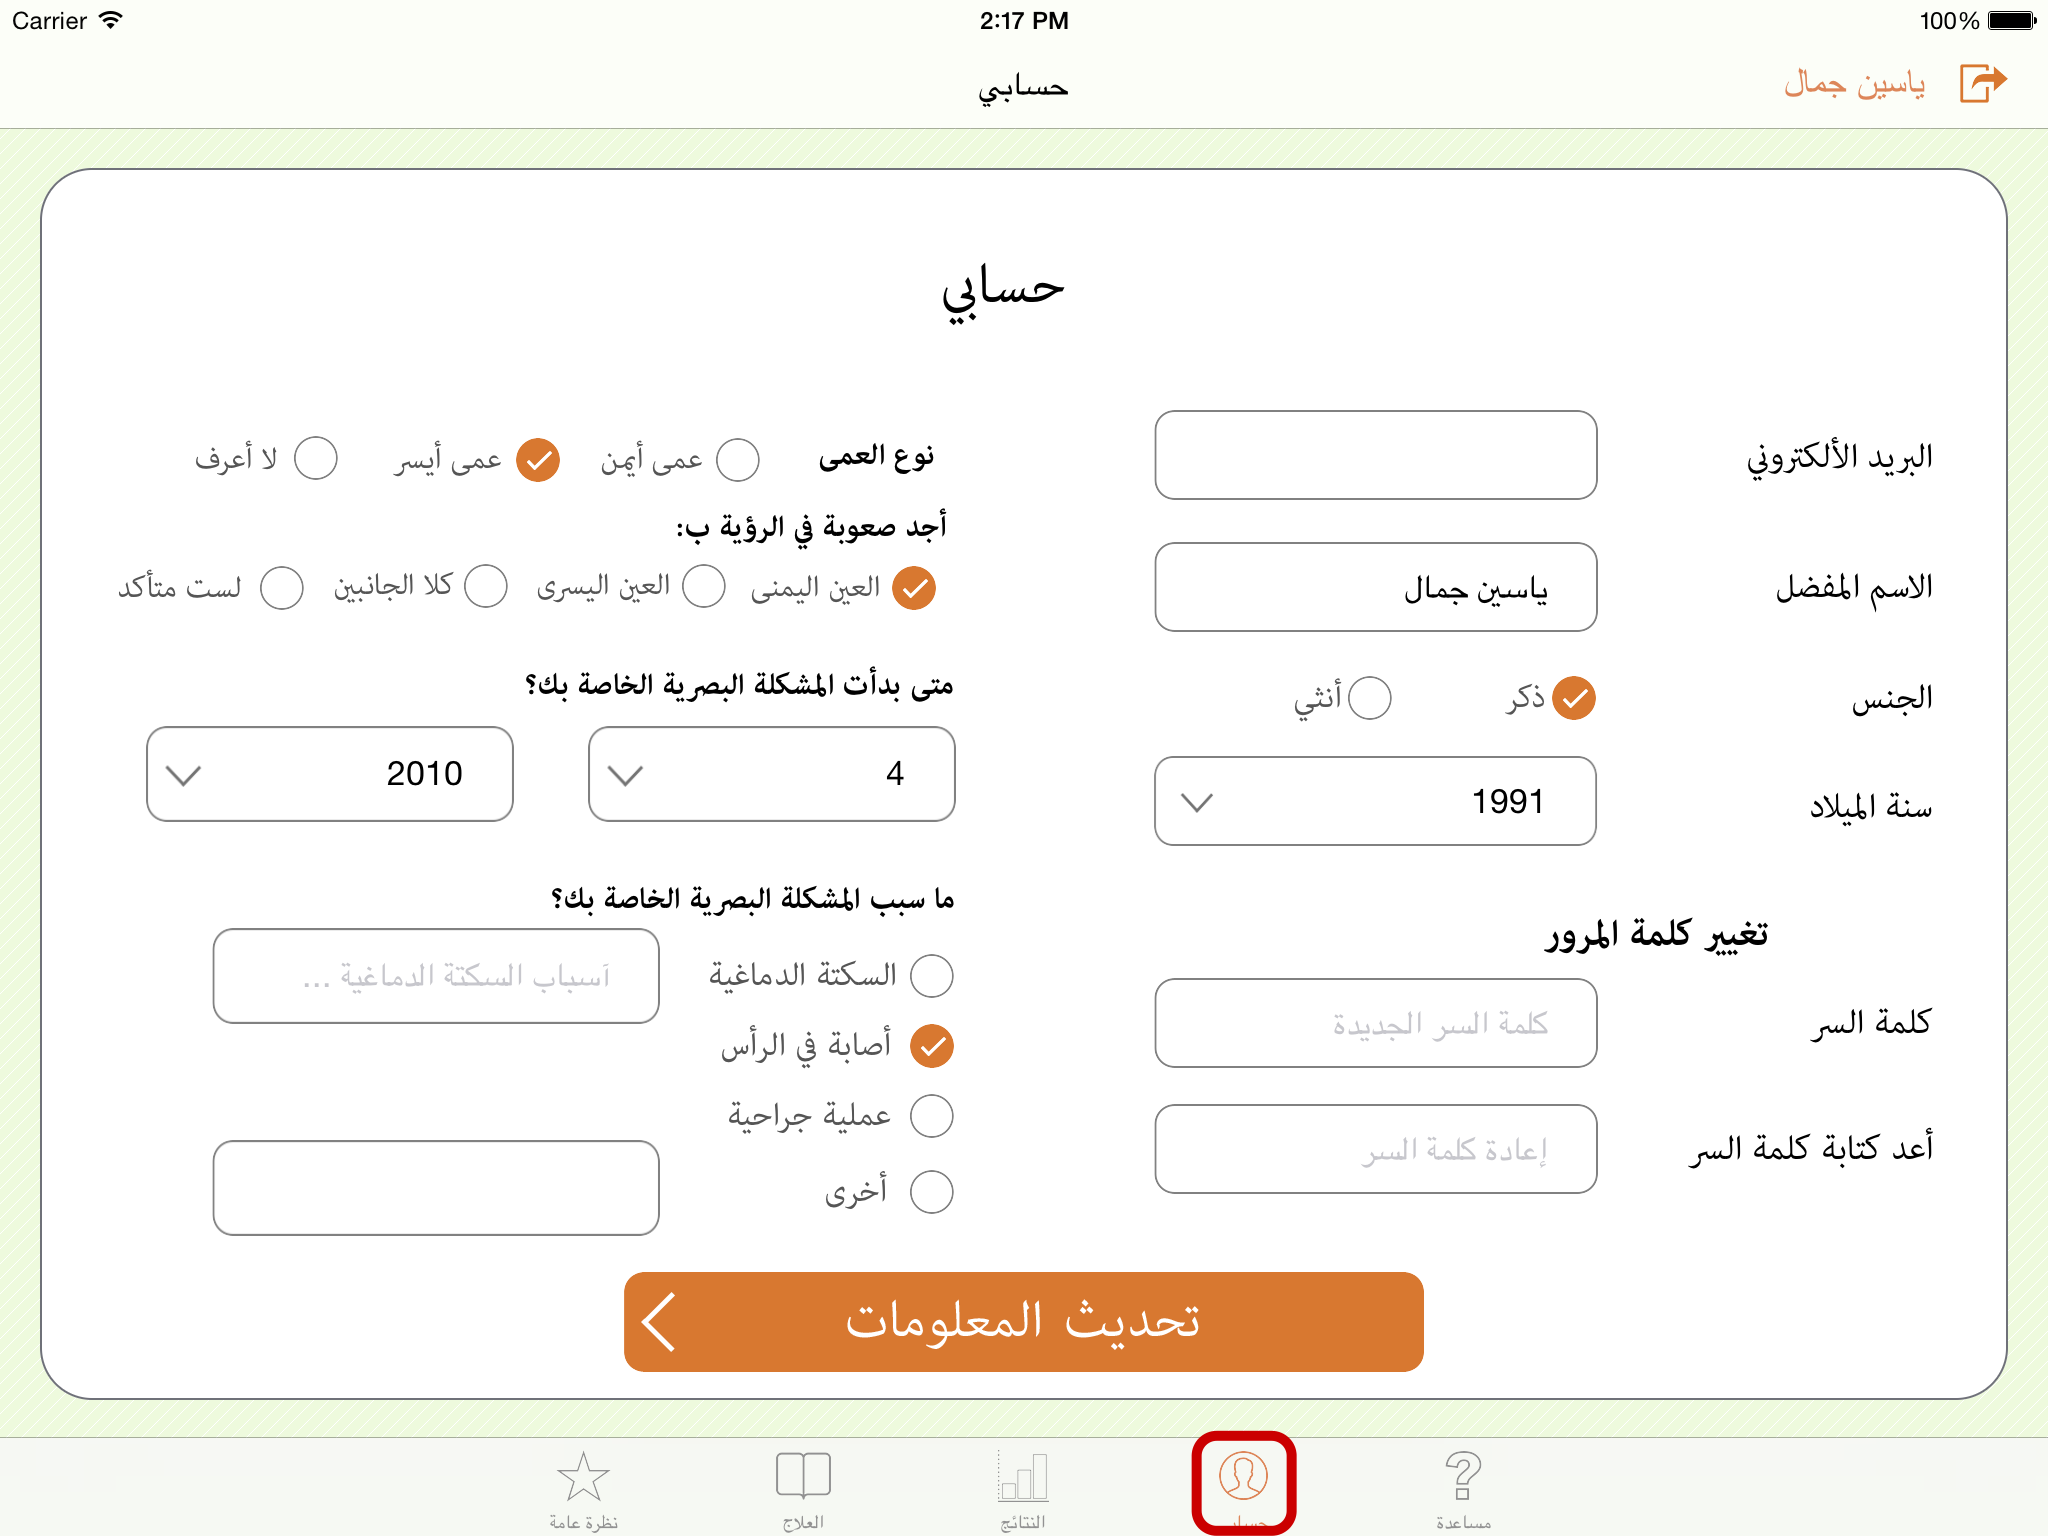 Carrier 2:17 PM 100%
ياسين جمال
حسابي
حسابي
البريد الألكتروني
الاسم المفضل ياسين جمال
الجنس ذكر أنثي
سنة الميلاد 1991
تغيير كلمة المرور
كلمة السر كلمة السر الجديدة
أعد كتابة كلمة السر إعادة كلمة السر
نوع العمى عمى أيمن عمى أيسر لا أعرف
أجد صعوبة في الرؤية ب:
العين اليمنى العين اليسرى كلا الجانبين لست متأكد
متى بدأت المشكلة البصرية الخاصة بك؟
4 2010
ما سبب المشكلة البصرية الخاصة بك؟
السكتة الدماغية أسباب السكتة الدماغية ...
أصابة في الرأس
عملية جراحية
أخرى
تحديث المعلومات
مساعدة
النتائج
العلاج
نظرة عامة